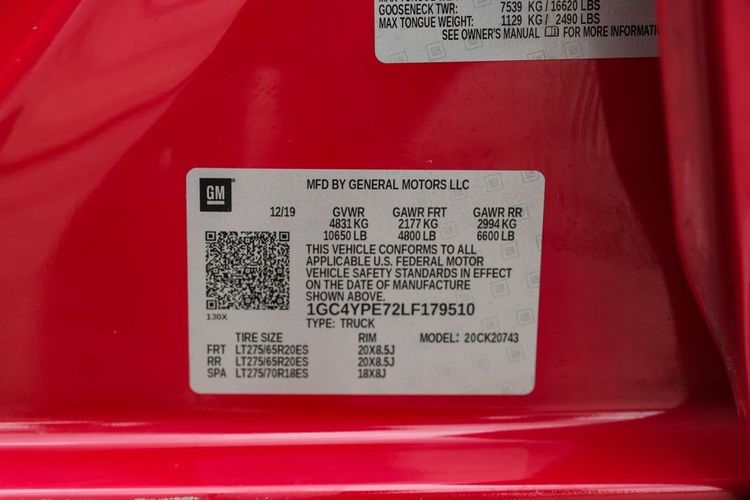 GOOSENECK TWR: 7539 KG / 16620 LBS
MAX TONGUE WEIGHT: 1129 KG / 2490 LBS
SEE OWNER'S MANUAL FOR MORE INFORMATI
GM
MFD BY GENERAL MOTORS LLC
12/19 GVWR GAWR FRT GAWR RR
4831 KG 2177 KG 2994 KG
10650 LB 4800 LB 6600 LB
THIS VEHICLE CONFORMS TO ALL
APPLICABLE U.S. FEDERAL MOTOR
VEHICLE SAFETY STANDARDS IN EFFECT
ON THE DATE OF MANUFACTURE
SHOWN ABOVE.
130X
1GC4YPE72LF179510
TYPE: TRUCK
TIRE SIZE RIM MODEL: 20CK20743
FRT LT275/65R20ES 20X8.5J
RR LT275/65R20ES 20X8.5J
SPA LT275/70R18ES 18X8J